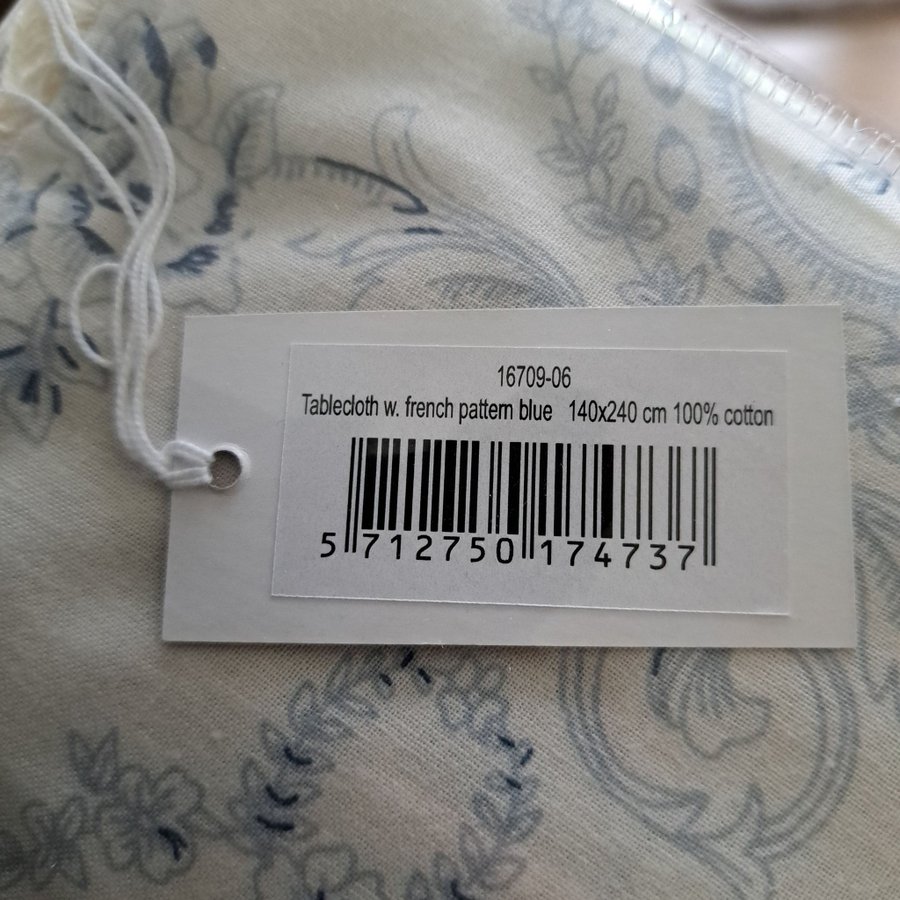 16709-06
Tablecloth w. french pattern blue 140x240 cm 100% cotton
5 712750 174737